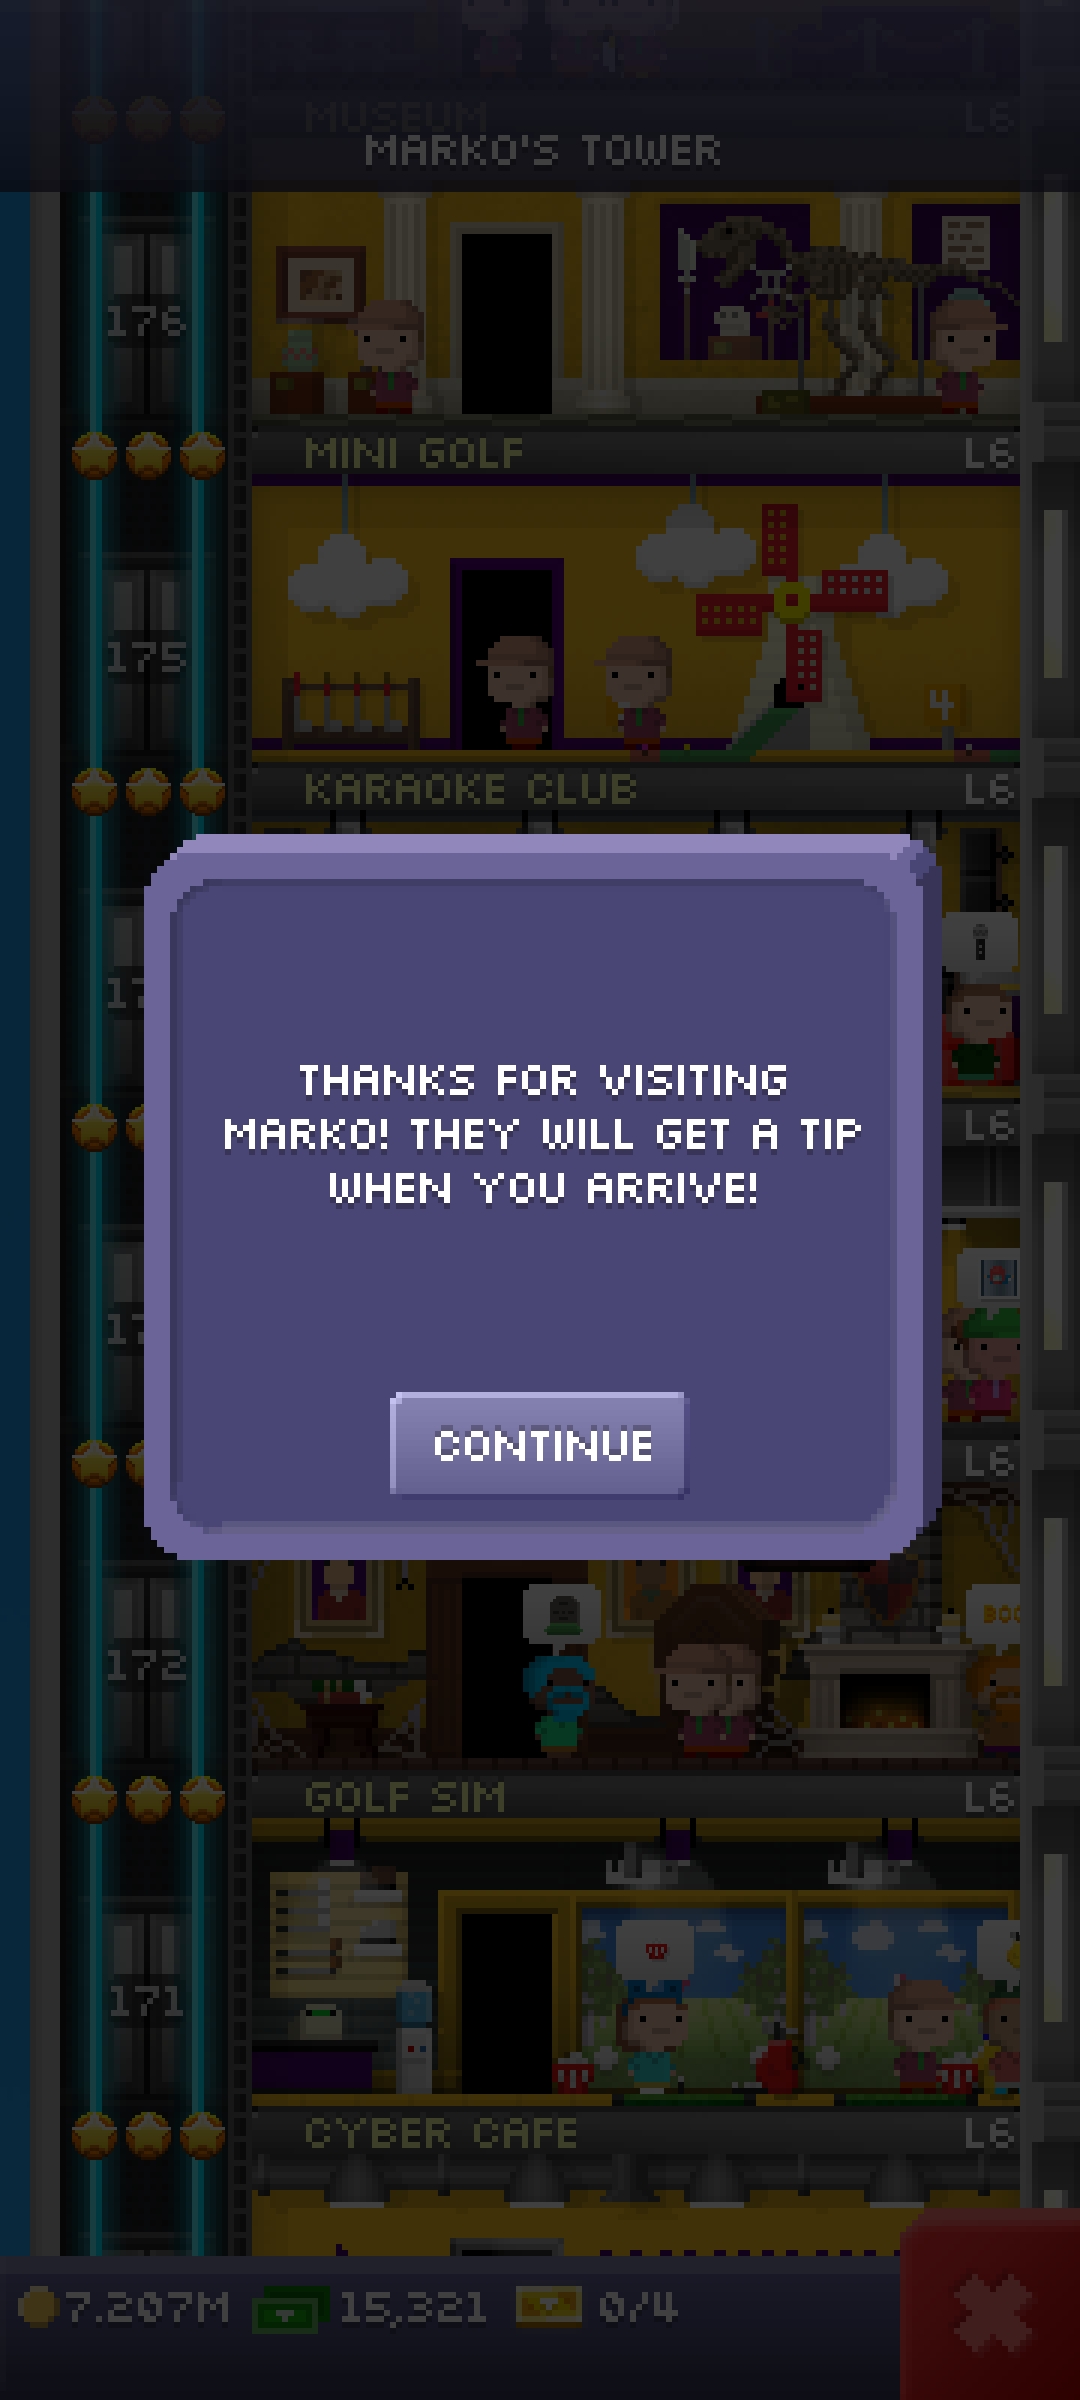 MUSEUM L6
MARKO'S TOWER
176
MINI GOLF L6
175
KARAOKE CLUB L6
L6
THANKS FOR VISITING
MARKO! THEY WILL GET A TIP
WHEN YOU ARRIVE!
L6
CONTINUE
172
GOLF SIM L6
171
CYBER CAFE L6
7.207M 15,321 0/4